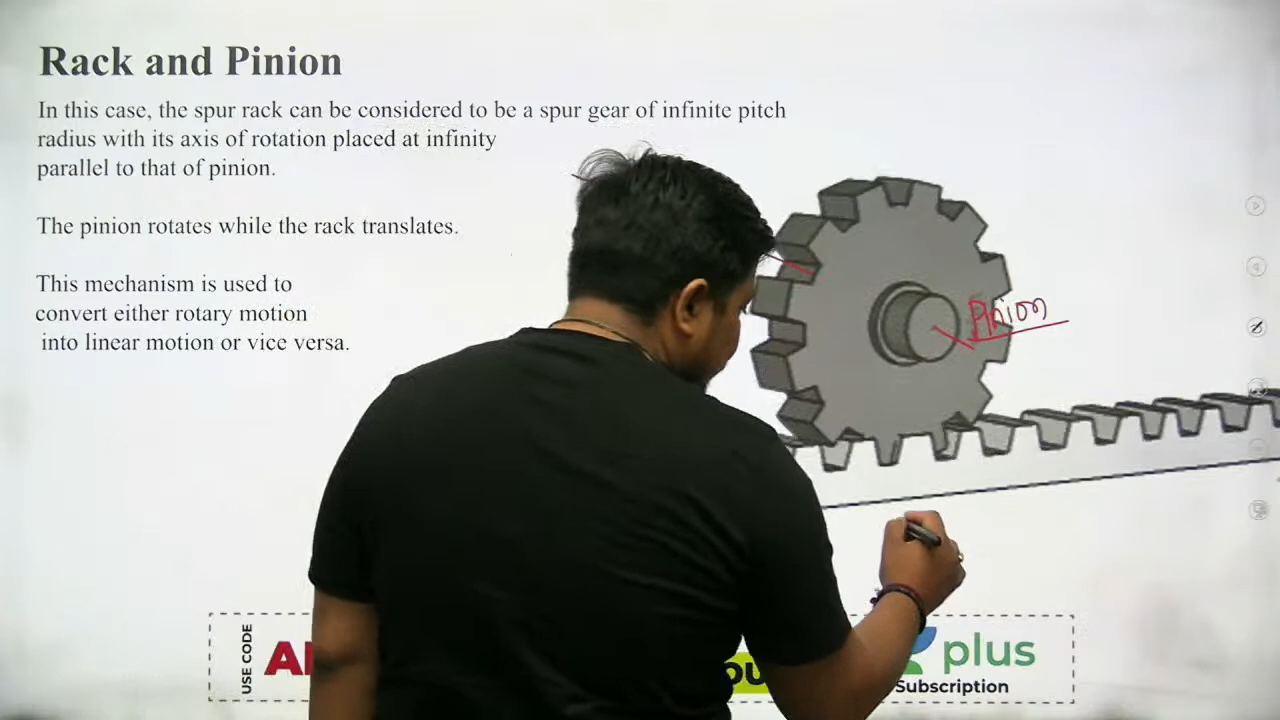 Rack and Pinion
In this case, the spur rack can be considered to be a spur gear of infinite pitch
radius with its axis of rotation placed at infinity
parallel to that of pinion.
The pinion rotates while the rack translates.
This mechanism is used to
convert either rotary motion
into linear motion or vice versa.
Pinion
USE CODE
plus
Subscription